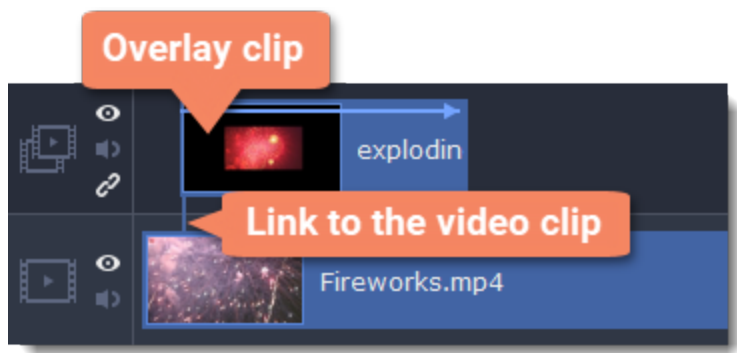 Overlay clip
explodin
Link to the video clip
Fireworks.mp4